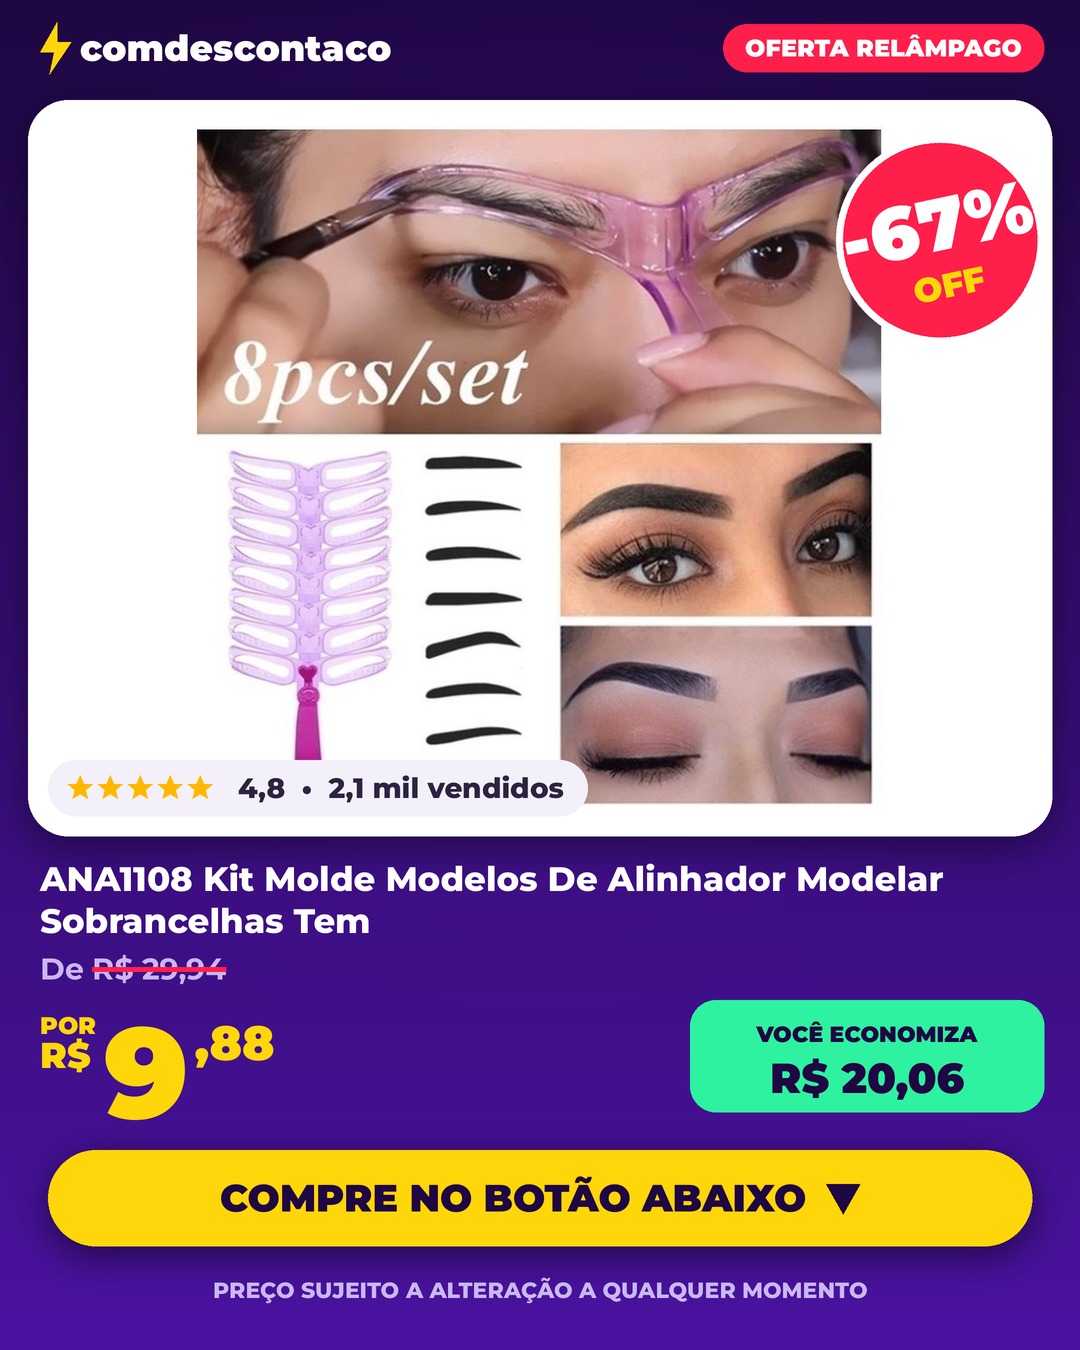 comdescontaco
OFERTA RELÂMPAGO
-67%
OFF
8pcs/set
4,8 • 2,1 mil vendidos
ANA1108 Kit Molde Modelos De Alinhador Modelar
Sobrancelhas Tem
De R$ 29,94
POR
R$ 9,88
VOCÊ ECONOMIZA
R$ 20,06
COMPRE NO BOTÃO ABAIXO ▼
PREÇO SUJEITO A ALTERAÇÃO A QUALQUER MOMENTO